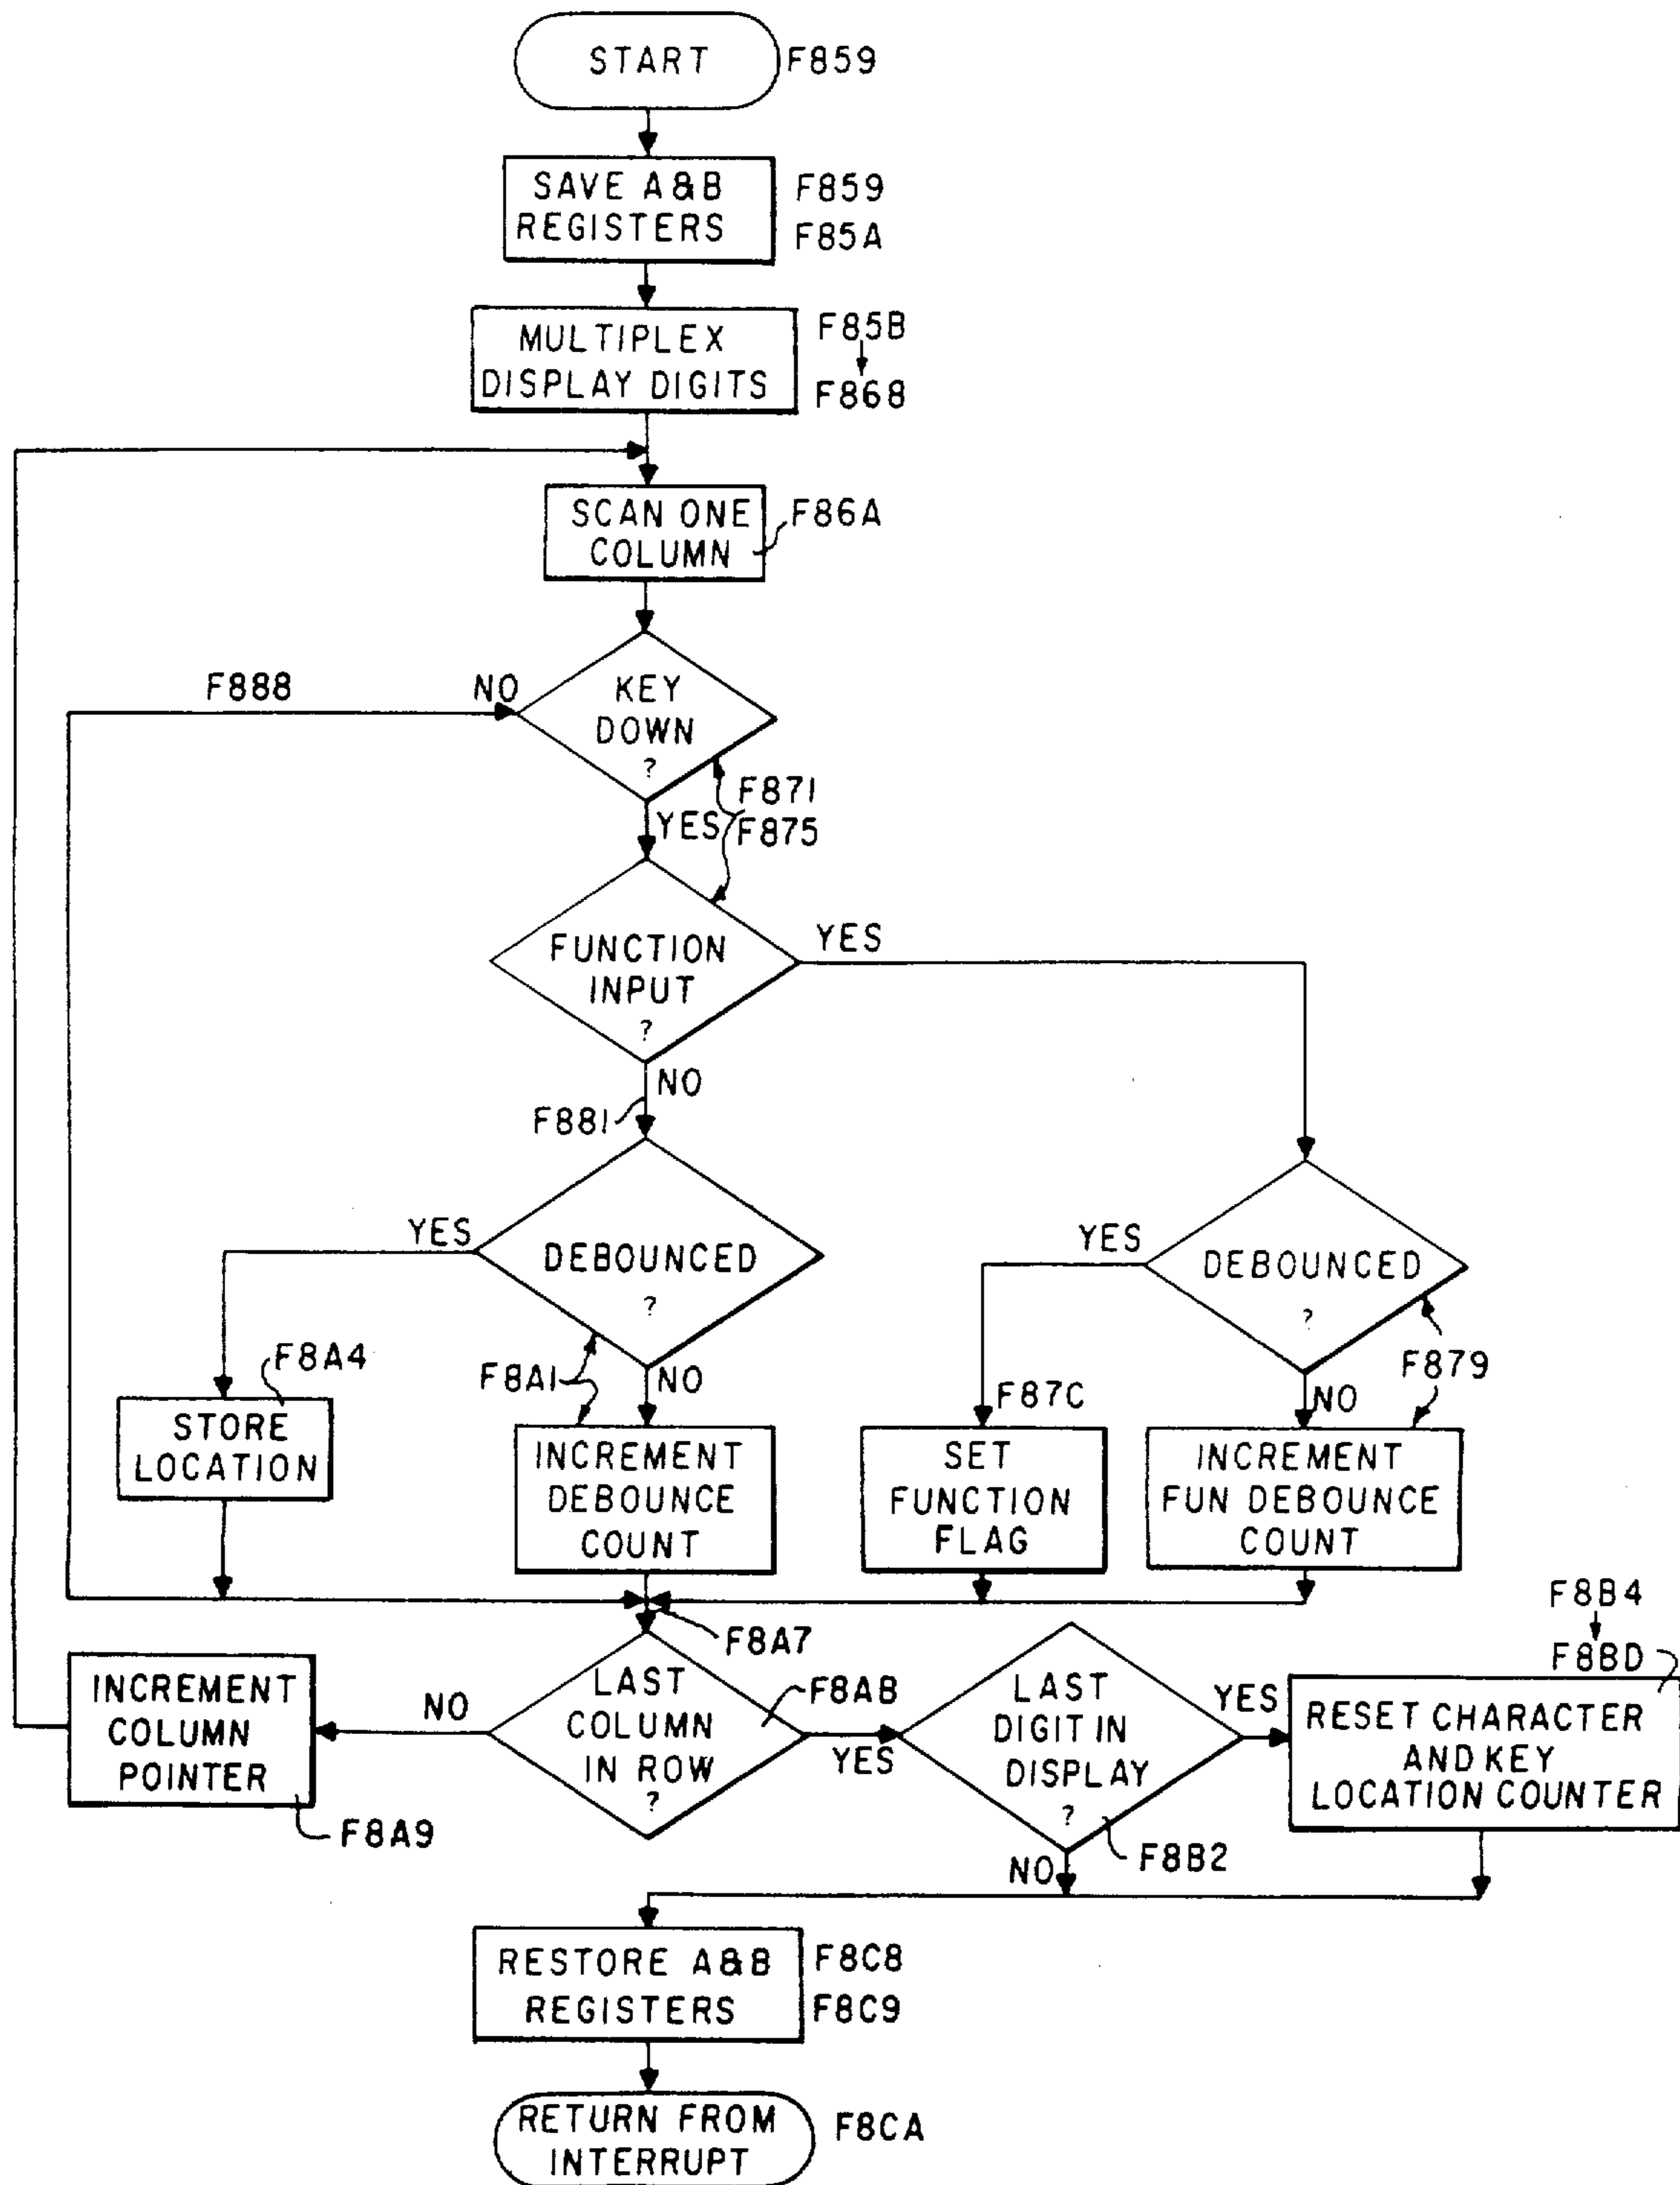 START
F859
SAVE A&B
REGISTERS
F859
F85A
MULTIPLEX
DISPLAY DIGITS
F85B
F868
SCAN ONE
COLUMN
F86A
F888
NO
KEY
DOWN
?
F871
F875
YES
FUNCTION
INPUT
?
YES
NO
F881
DEBOUNCED
?
YES
DEBOUNCED
?
YES
F8A4
F8A1
NO
F87C
NO
F879
STORE
LOCATION
INCREMENT
DEBOUNCE
COUNT
SET
FUNCTION
FLAG
INCREMENT
FUN DEBOUNCE
COUNT
F8A7
F8B4
F8BD
INCREMENT
COLUMN
POINTER
F8A9
NO
LAST
COLUMN
IN ROW
?
F8AB
YES
LAST
DIGIT IN
DISPLAY
?
YES
F8B2
NO
RESET CHARACTER
AND KEY
LOCATION COUNTER
RESTORE A&B
REGISTERS
F8C8
F8C9
RETURN FROM
INTERRUPT
F8CA